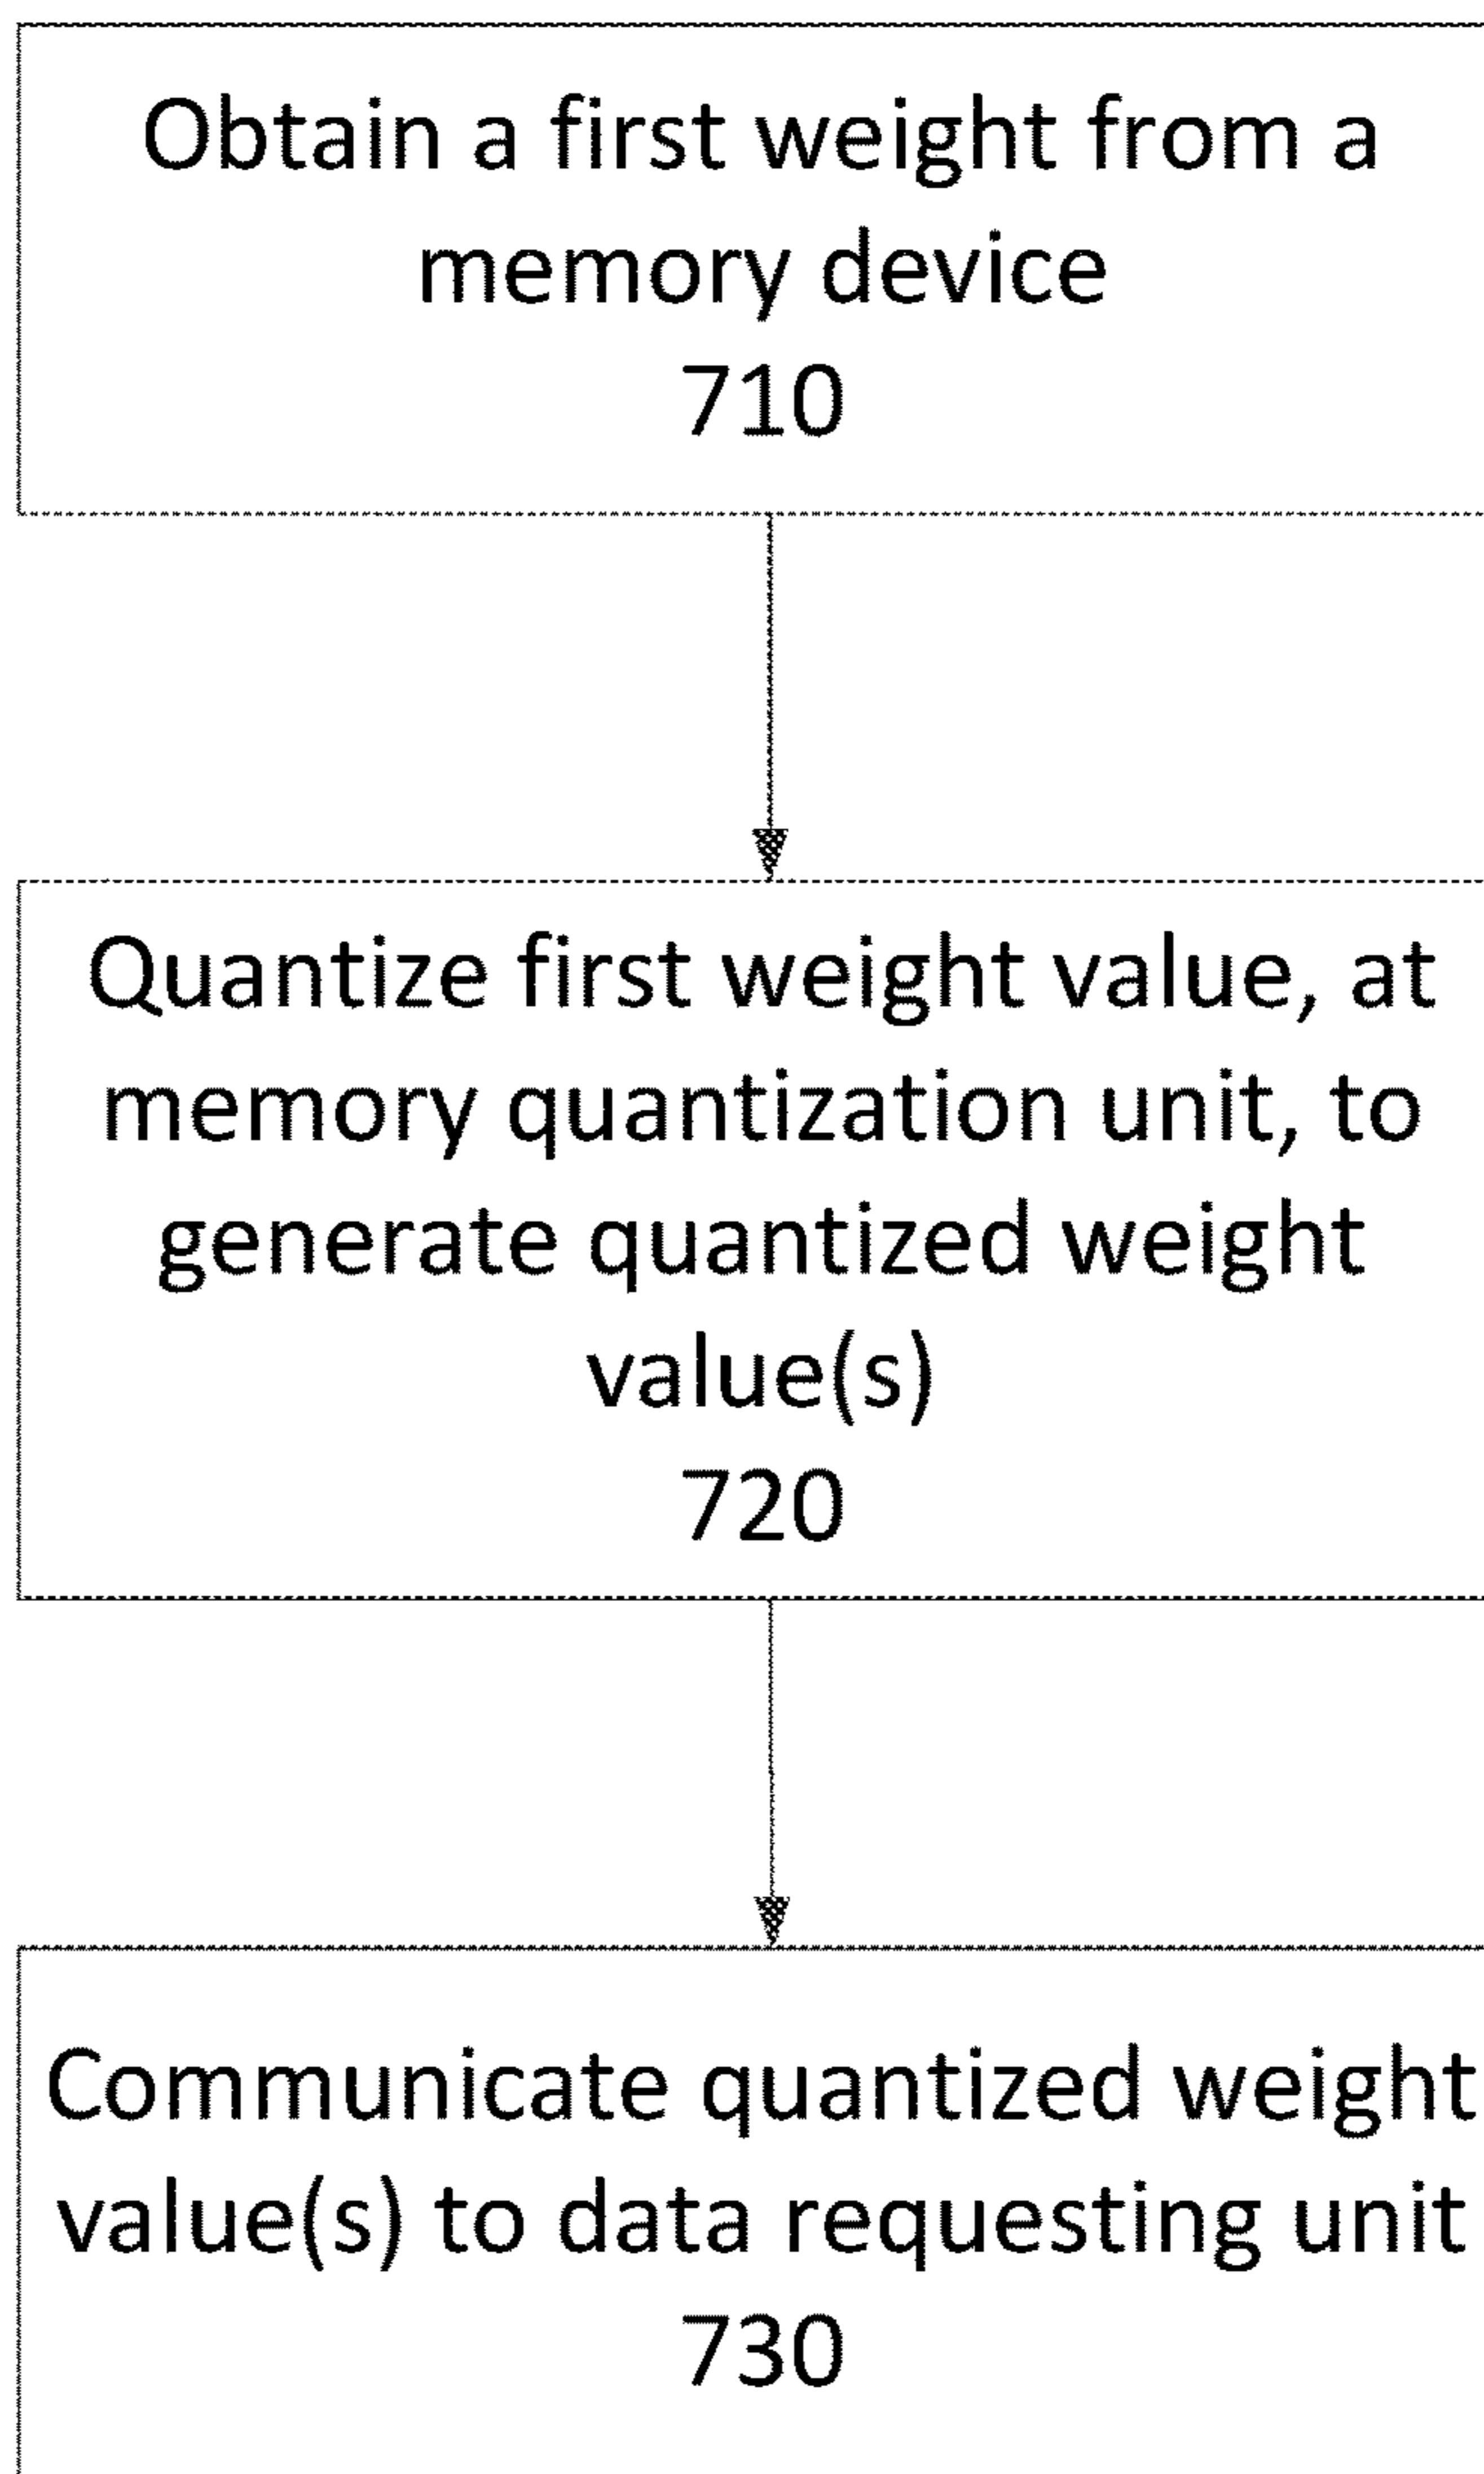 Obtain a first weight from a
memory device
710
Quantize first weight value, at
memory quantization unit, to
generate quantized weight
value(s)
720
Communicate quantized weight
value(s) to data requesting unit
730